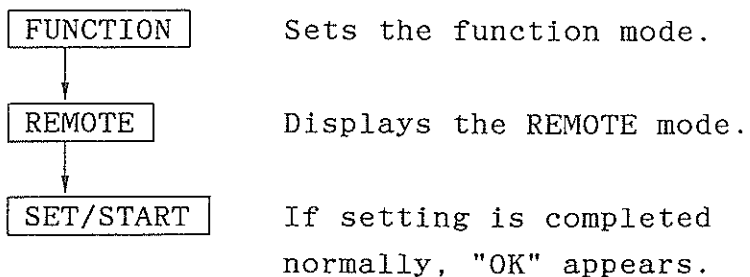 FUNCTION Sets the function mode.
REMOTE Displays the REMOTE mode.
SET/START If setting is completed
normally, "OK" appears.